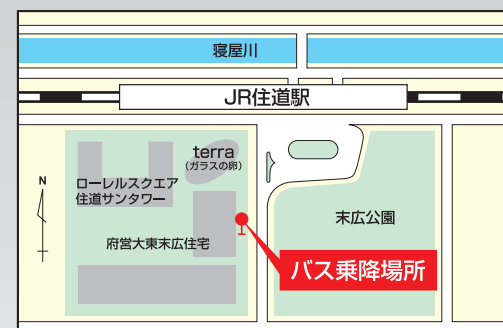 寝屋川
JR住道駅
terra
(ガラスの卵)
ローレルスクエア
住道サンタワー
N
末広公園
府営大東末広住宅
バス乗降場所